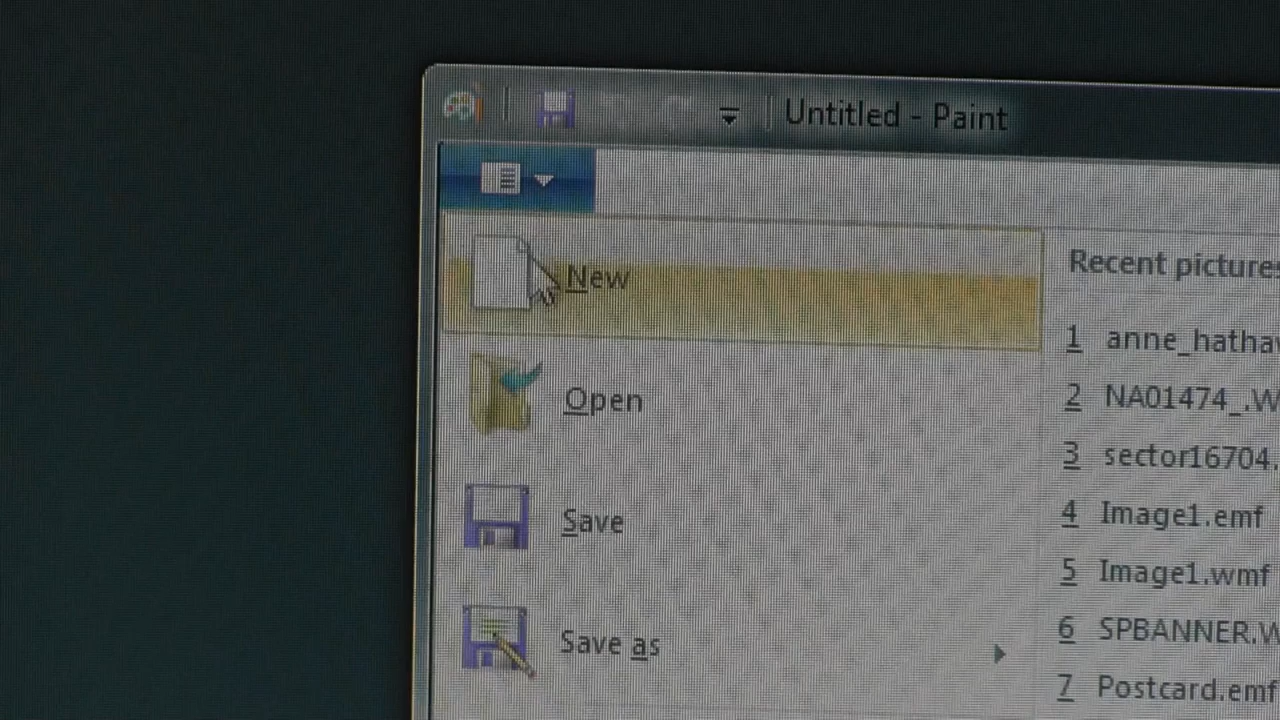 Untitled - Paint
New
Open
Save
Save as
Recent picture
1 anne_hatha
2 NA01474_.W
3 sector16704.
4 Image1.emf
5 Image1.wmf
6 SPBANNER.W
7 Postcard.emf